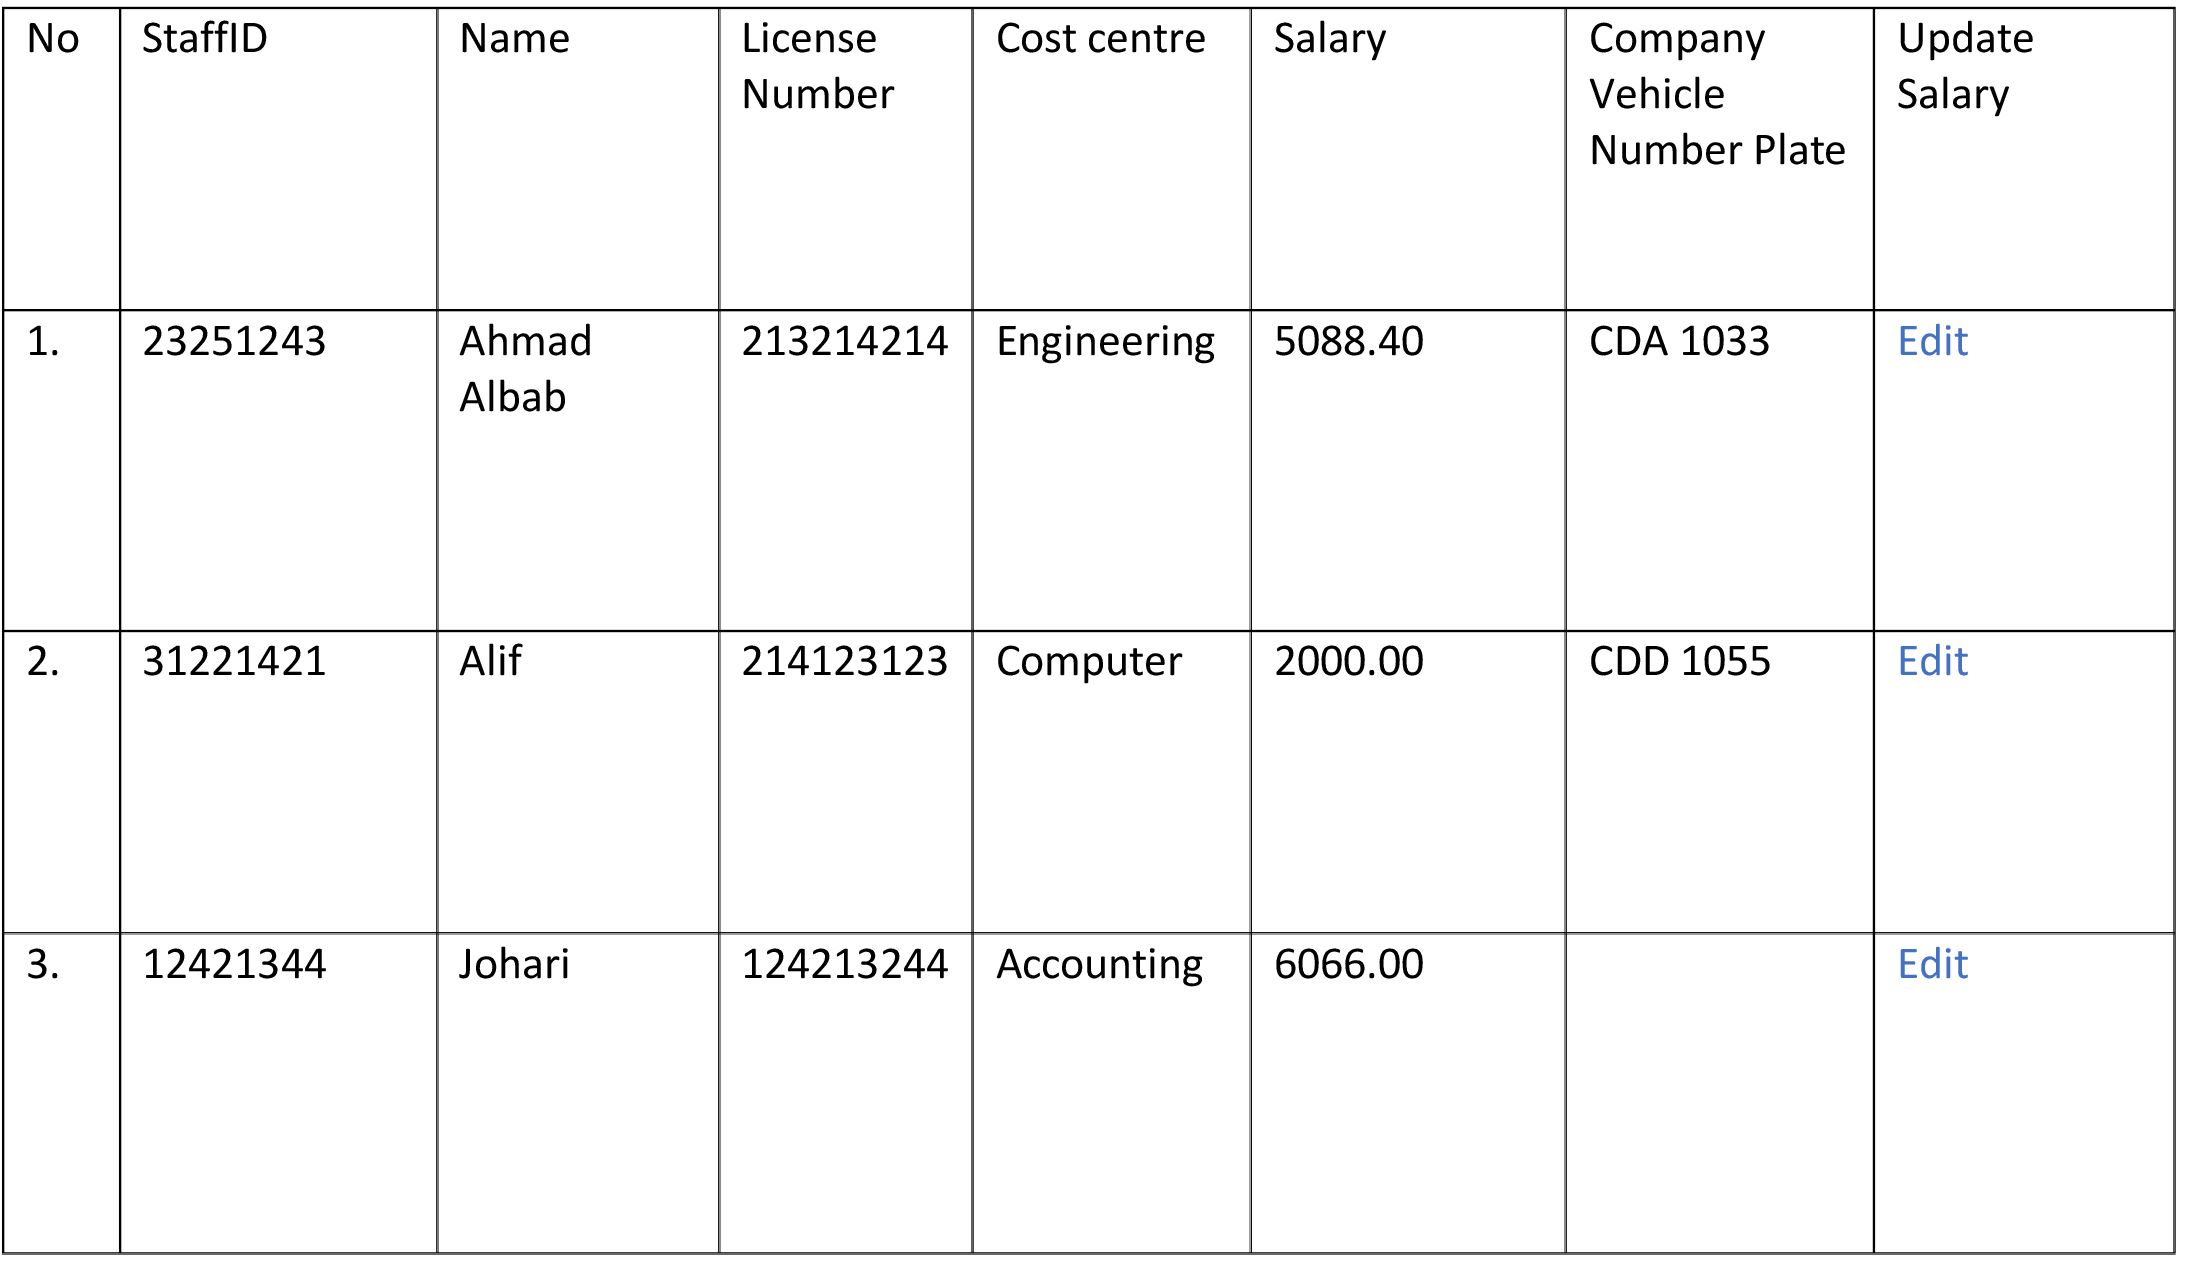 No StaffID Name License Number Cost centre Salary Company Vehicle Number Plate Update Salary
1. 23251243 Ahmad Albab 213214214 Engineering 5088.40 CDA 1033 Edit
2. 31221421 Alif 214123123 Computer 2000.00 CDD 1055 Edit
3. 12421344 Johari 124213244 Accounting 6066.00 Edit